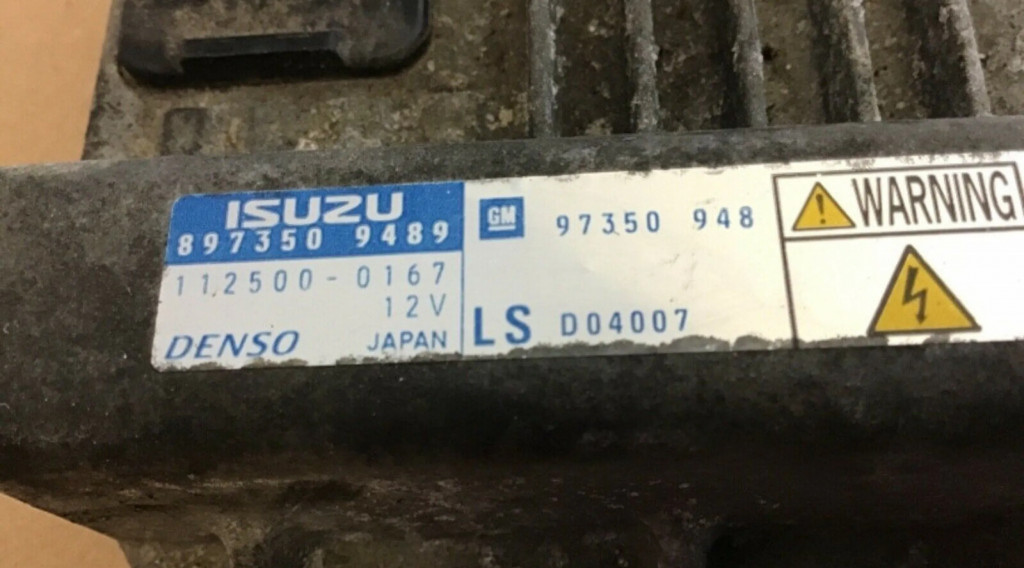 ISUZU
897350 9489
112500-0167
12V
DENSO JAPAN
GM 97350 948
LS D04007
WARNING